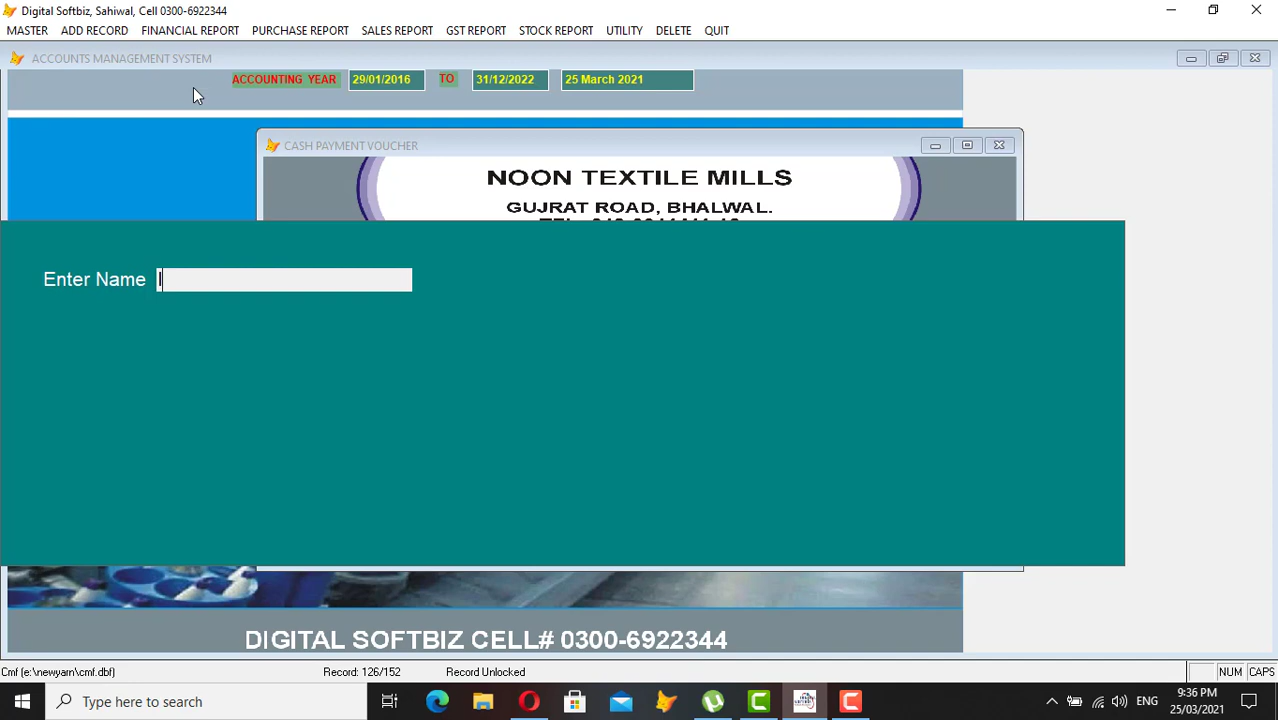 Digital Softbiz, Sahiwal, Cell 0300-6922344
MASTER ADD RECORD FINANCIAL REPORT PURCHASE REPORT SALES REPORT GST REPORT STOCK REPORT UTILITY DELETE QUIT
ACCOUNTS MANAGEMENT SYSTEM
ACCOUNTING YEAR 29/01/2016 TO 31/12/2022 25 March 2021
CASH PAYMENT VOUCHER
NOON TEXTILE MILLS
GUJRAT ROAD, BHALWAL.
Enter Name
DIGITAL SOFTBIZ CELL# 0300-6922344
Cmf (e:\newyarn\cmf.dbf) Record: 126/152 Record Unlocked NUM CAPS
Type here to search
ENG
9:36 PM
25/03/2021